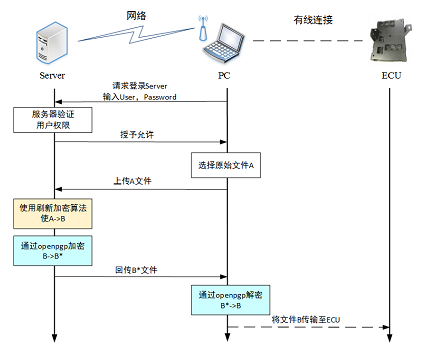 网络
有线连接
Server
PC
ECU
请求登录Server
输入User，Password
服务器验证
用户权限
授予允许
选择原始文件A
上传A文件
使用刷新加密算法
使A->B
通过openpgp加密
B->B*
回传B*文件
通过openpgp解密
B*->B
将文件B传输至ECU